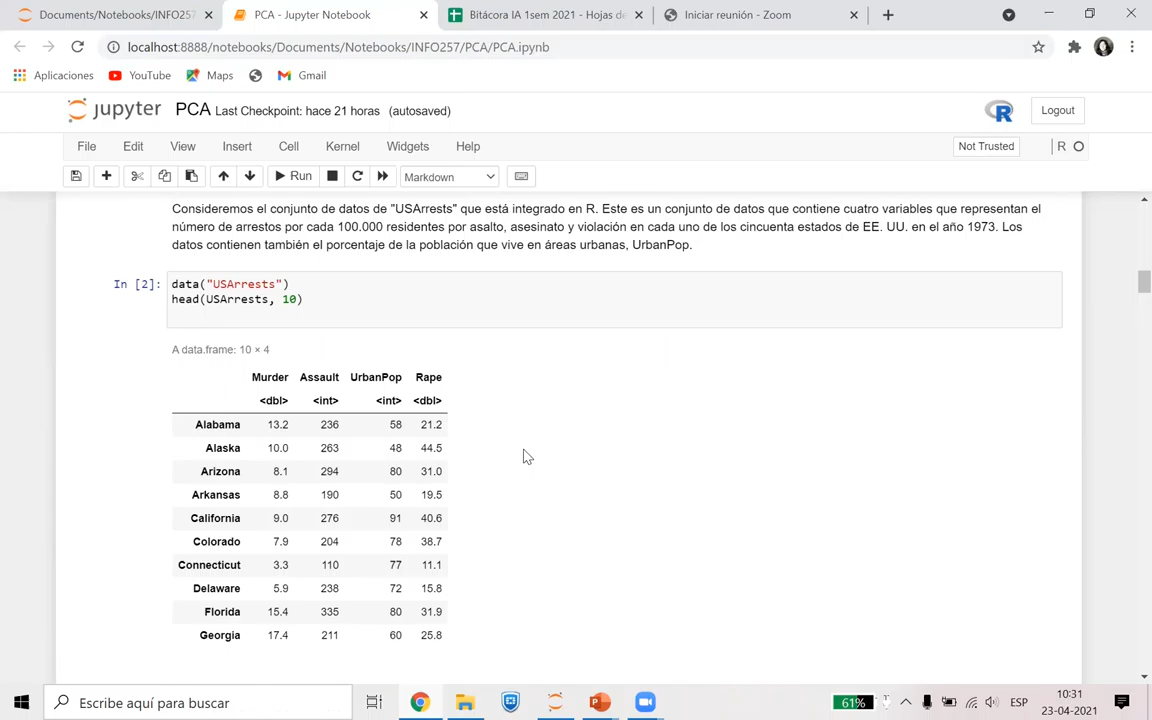 Documents/Notebooks/INFO257
PCA - Jupyter Notebook
Bitácora IA 1sem 2021 - Hojas de
Iniciar reunión - Zoom
localhost:8888/notebooks/Documents/Notebooks/INFO257/PCA/PCA.ipynb
Aplicaciones YouTube Maps Gmail
jupyter PCA Last Checkpoint: hace 21 horas (autosaved) R Logout
File Edit View Insert Cell Kernel Widgets Help Not Trusted R
Run Markdown
Consideremos el conjunto de datos de "USArrests" que está integrado en R. Este es un conjunto de datos que contiene cuatro variables que representan el
número de arrestos por cada 100.000 residentes por asalto, asesinato y violación en cada uno de los cincuenta estados de EE. UU. en el año 1973. Los
datos contienen también el porcentaje de la población que vive en áreas urbanas, UrbanPop.
In [2]: data("USArrests")
head(USArrests, 10)
A data.frame: 10 × 4
Murder Assault UrbanPop Rape
<dbl> <int> <int> <dbl>
Alabama 13.2 236 58 21.2
Alaska 10.0 263 48 44.5
Arizona 8.1 294 80 31.0
Arkansas 8.8 190 50 19.5
California 9.0 276 91 40.6
Colorado 7.9 204 78 38.7
Connecticut 3.3 110 77 11.1
Delaware 5.9 238 72 15.8
Florida 15.4 335 80 31.9
Georgia 17.4 211 60 25.8
Escribe aquí para buscar
61%
ESP
10:31
23-04-2021